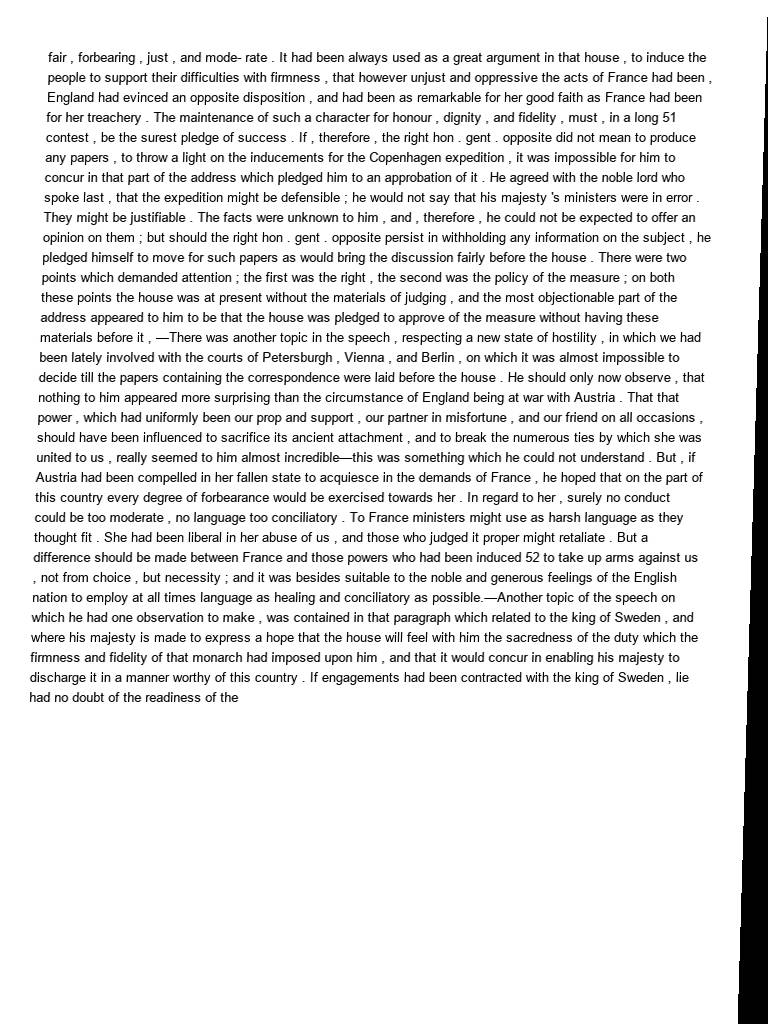 fair , forbearing , just , and mode- rate . It had been always used as a great argument in that house , to induce the
people to support their difficulties with firmness , that however unjust and oppressive the acts of France had been ,
England had evinced an opposite disposition , and had been as remarkable for her good faith as France had been
for her treachery . The maintenance of such a character for honour , dignity , and fidelity , must , in a long 51
contest , be the surest pledge of success . If , therefore , the right hon . gent . opposite did not mean to produce
any papers , to throw a light on the inducements for the Copenhagen expedition , it was impossible for him to
concur in that part of the address which pledged him to an approbation of it . He agreed with the noble lord who
spoke last , that the expedition might be defensible ; he would not say that his majesty 's ministers were in error .
They might be justifiable . The facts were unknown to him , and , therefore , he could not be expected to offer an
opinion on them ; but should the right hon . gent . opposite persist in withholding any information on the subject , he
pledged himself to move for such papers as would bring the discussion fairly before the house . There were two
points which demanded attention ; the first was the right , the second was the policy of the measure ; on both
these points the house was at present without the materials of judging , and the most objectionable part of the
address appeared to him to be that the house was pledged to approve of the measure without having these
materials before it , —There was another topic in the speech , respecting a new state of hostility , in which we had
been lately involved with the courts of Petersburgh , Vienna , and Berlin , on which it was almost impossible to
decide till the papers containing the correspondence were laid before the house . He should only now observe , that
nothing to him appeared more surprising than the circumstance of England being at war with Austria . That that
power , which had uniformly been our prop and support , our partner in misfortune , and our friend on all occasions ,
should have been influenced to sacrifice its ancient attachment , and to break the numerous ties by which she was
united to us , really seemed to him almost incredible—this was something which he could not understand . But , if
Austria had been compelled in her fallen state to acquiesce in the demands of France , he hoped that on the part of
this country every degree of forbearance would be exercised towards her . In regard to her , surely no conduct
could be too moderate , no language too conciliatory . To France ministers might use as harsh language as they
thought fit . She had been liberal in her abuse of us , and those who judged it proper might retaliate . But a
difference should be made between France and those powers who had been induced 52 to take up arms against us
, not from choice , but necessity ; and it was besides suitable to the noble and generous feelings of the English
nation to employ at all times language as healing and conciliatory as possible.—Another topic of the speech on
which he had one observation to make , was contained in that paragraph which related to the king of Sweden , and
where his majesty is made to express a hope that the house will feel with him the sacredness of the duty which the
firmness and fidelity of that monarch had imposed upon him , and that it would concur in enabling his majesty to
discharge it in a manner worthy of this country . If engagements had been contracted with the king of Sweden , lie
had no doubt of the readiness of the